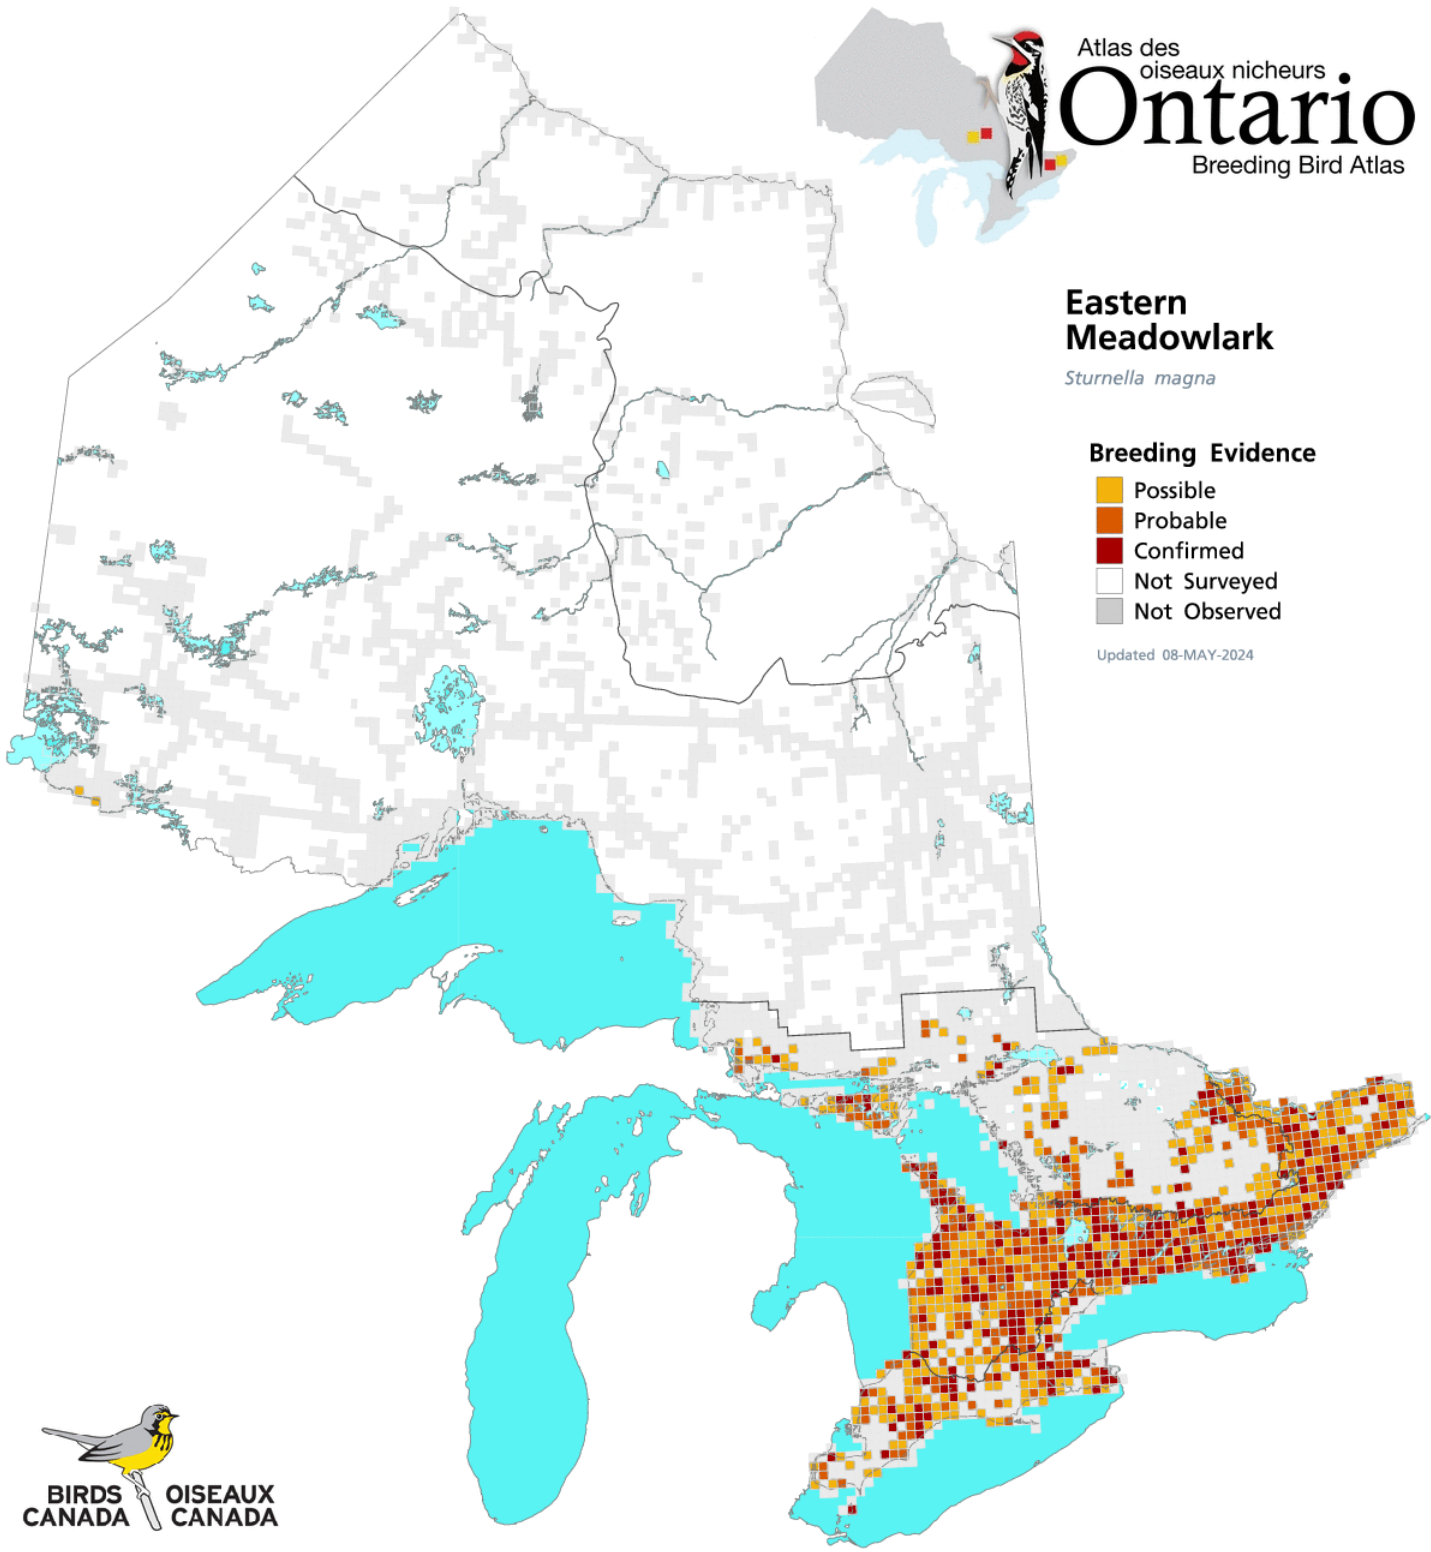 Atlas des
oiseaux nicheurs
Ontario
Breeding Bird Atlas
Eastern
Meadowlark
Sturnella magna
Breeding Evidence
Possible
Probable
Confirmed
Not Surveyed
Not Observed
Updated 08-MAY-2024
BIRDS
CANADA
OISEAUX
CANADA